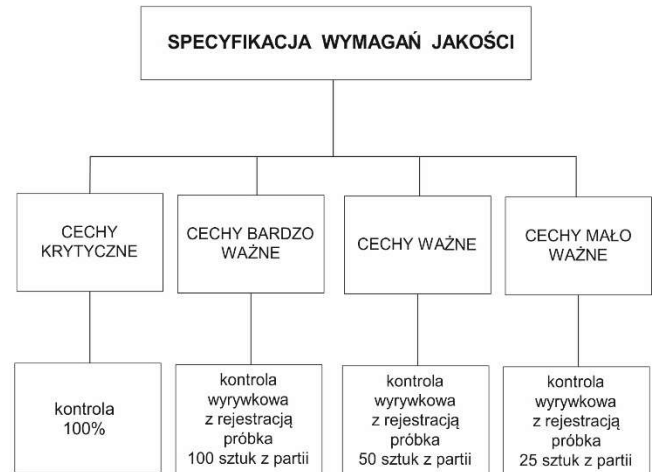 SPECYFIKACJA WYMAGAŃ JAKOŚCI
CECHY
KRYTYCZNE
CECHY BARDZO
WAŻNE
CECHY WAŻNE
CECHY MAŁO
WAŻNE
kontrola
100%
kontrola
wyrywkowa
z rejestracją
próbka
100 sztuk z partii
kontrola
wyrywkowa
z rejestracją
próbka
50 sztuk z partii
kontrola
wyrywkowa
z rejestracją
próbka
25 sztuk z partii